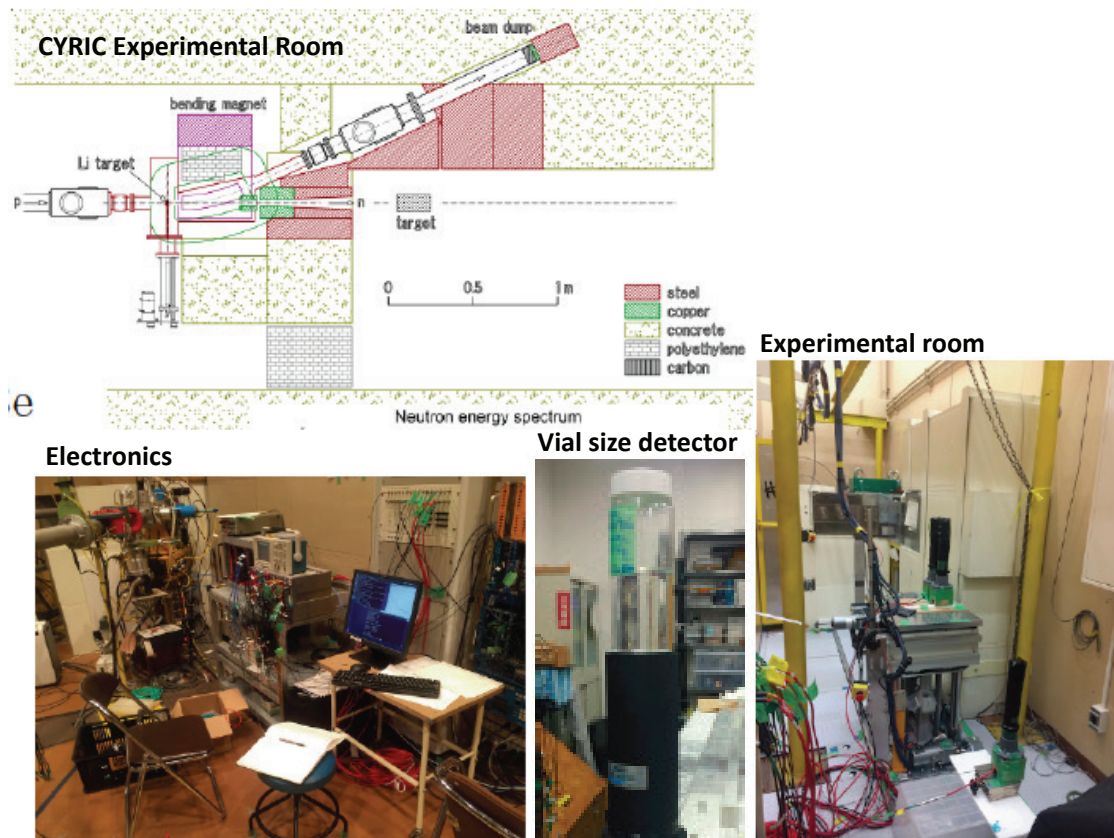 CYRIC Experimental Room
beam dump
bending magnet
Li target
p
n
target
0
0.5
1m
steel
copper
concrete
polyethylene
carbon
e
Neutron energy spectrum
Experimental room
Electronics
Vial size detector